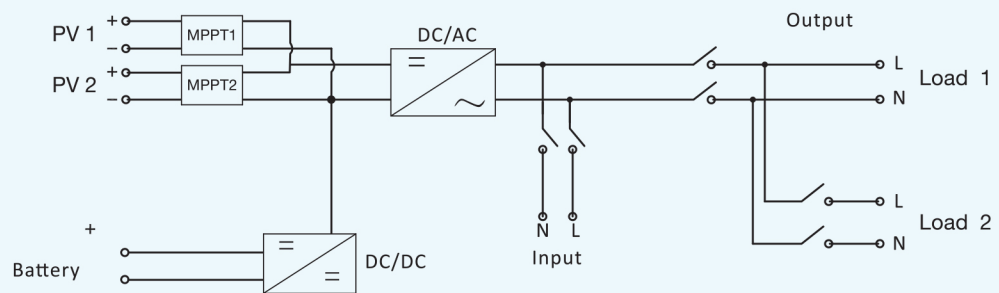 Output
PV 1
+
−
MPPT1
DC/AC
L
Load 1
N
PV 2
+
−
MPPT2
L
Load 2
N
N
L
Input
+
Battery
DC/DC